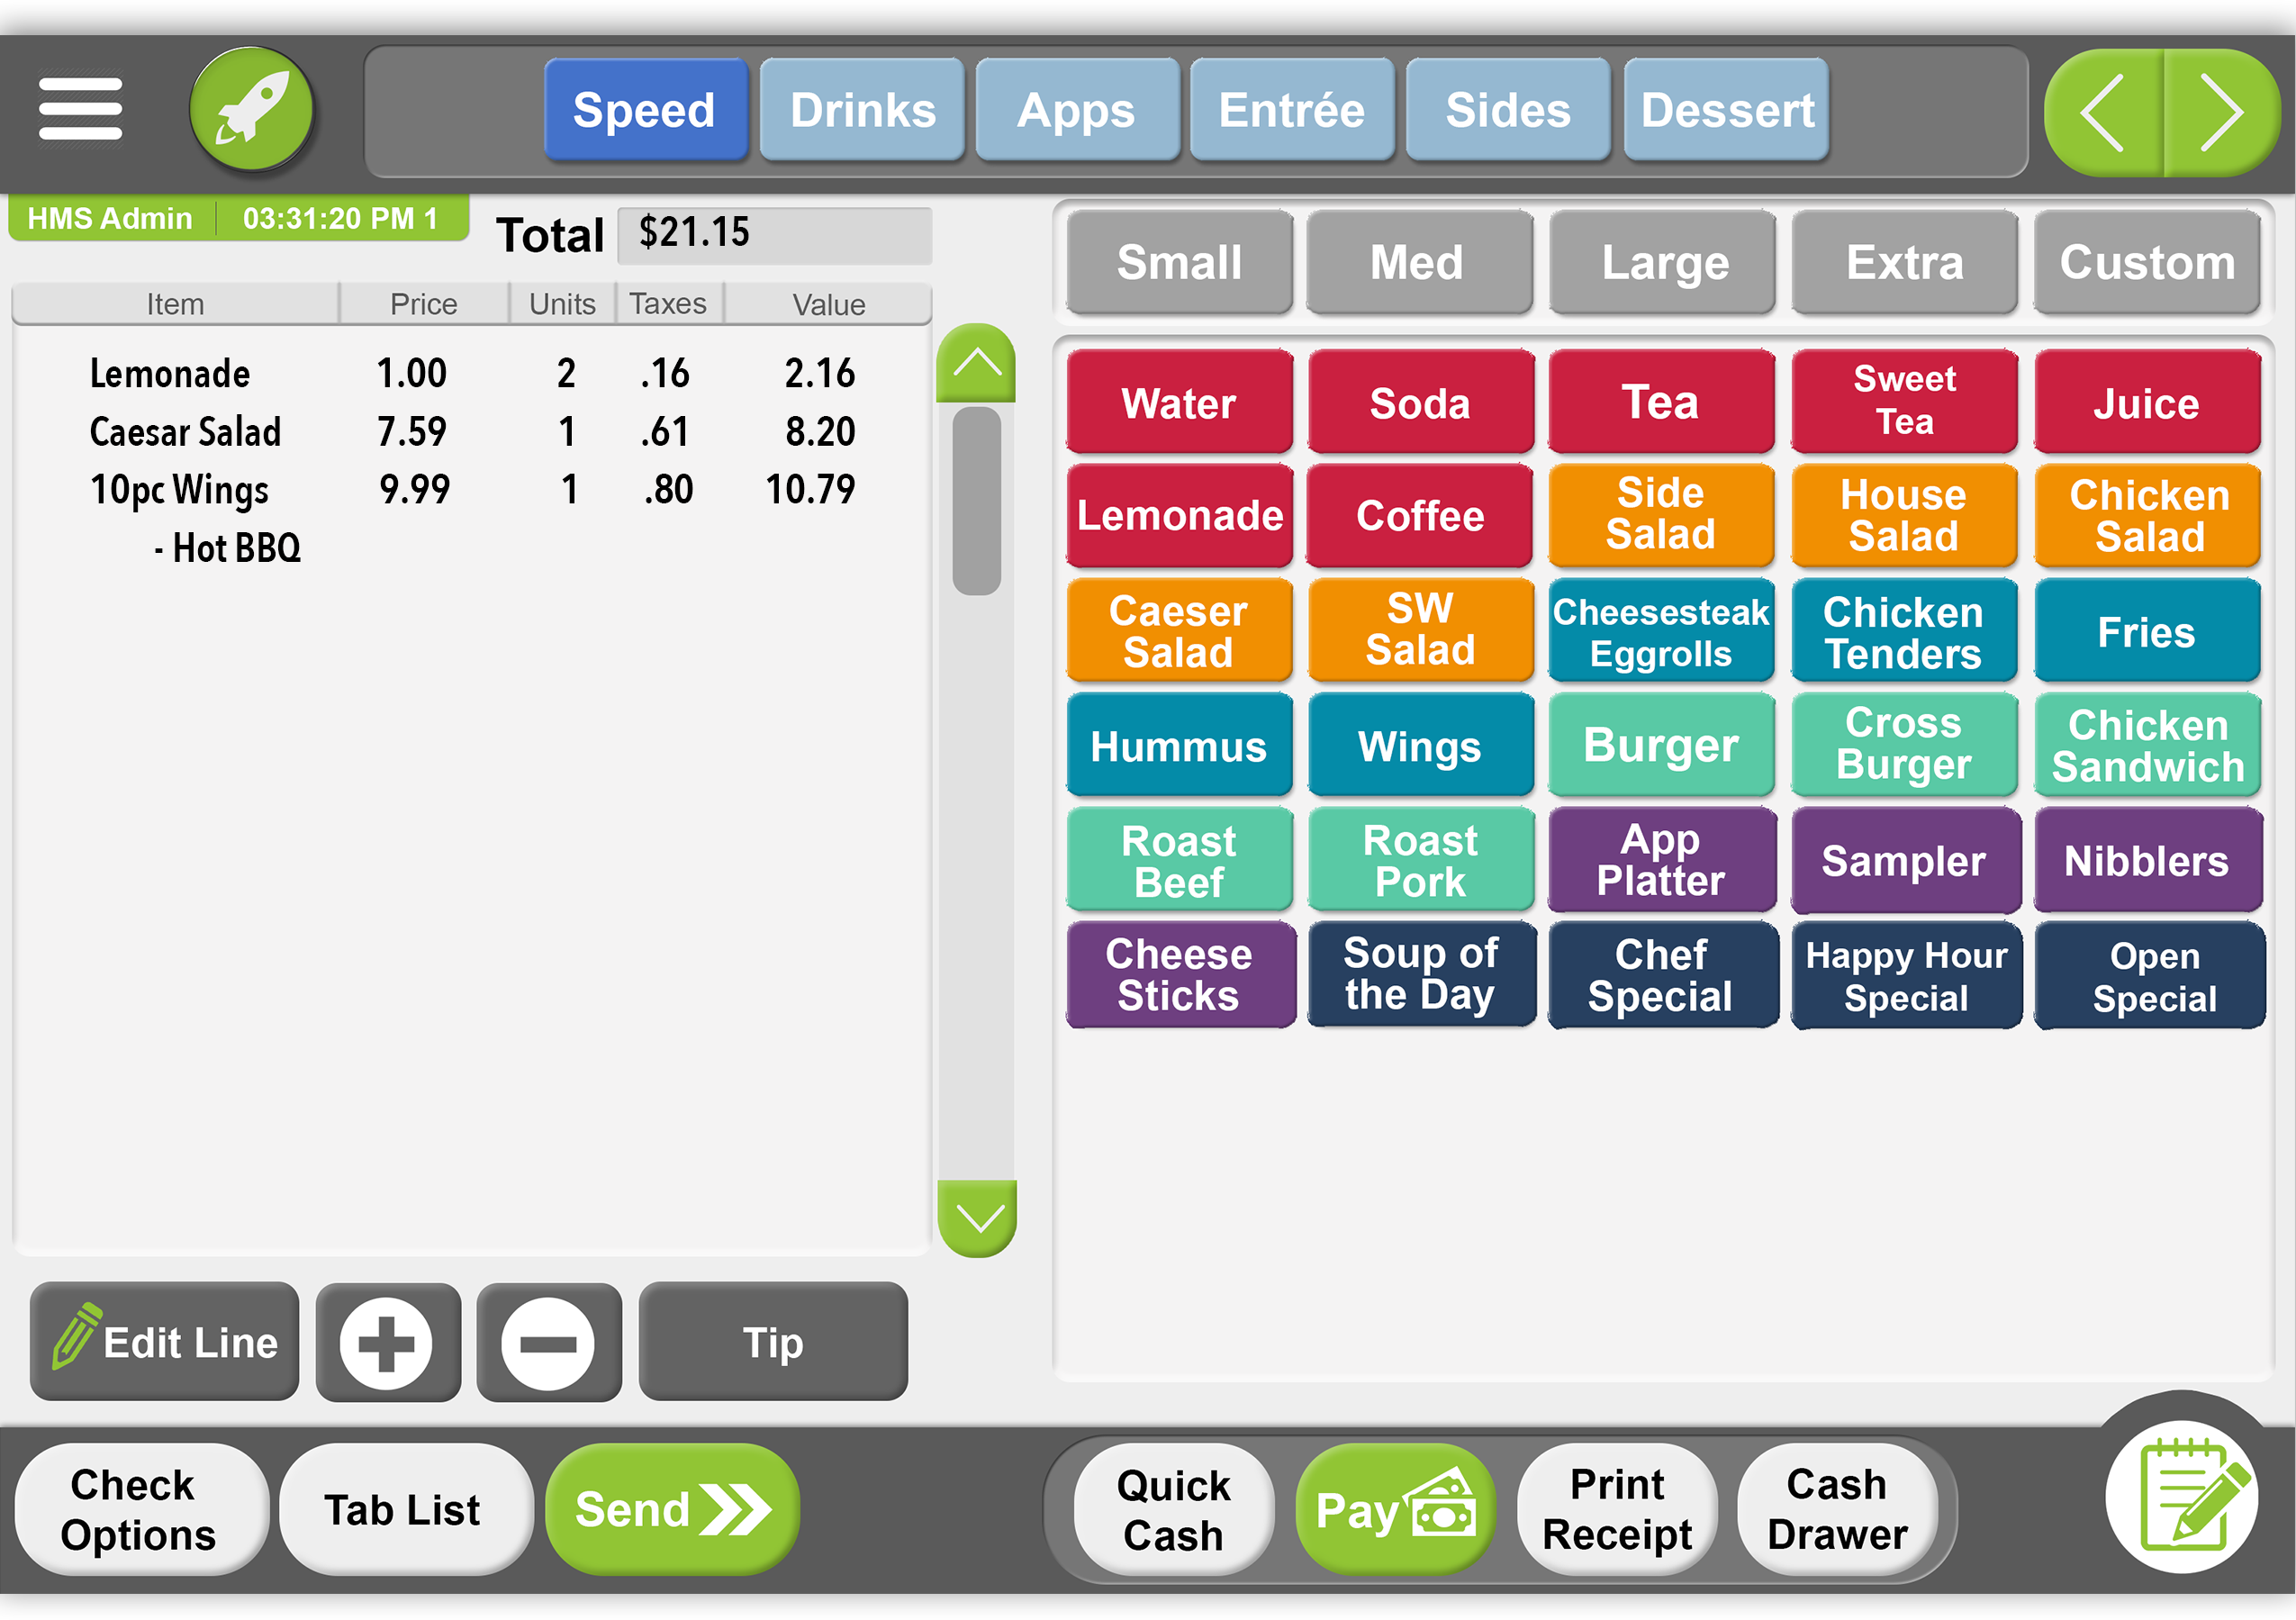 Speed Drinks Apps Entrée Sides Dessert
HMS Admin 03:31:20 PM 1
Total $21.15
Item Price Units Taxes Value
Lemonade 1.00 2 .16 2.16
Caesar Salad 7.59 1 .61 8.20
10pc Wings 9.99 1 .80 10.79
- Hot BBQ
Edit Line
Tip
Small Med Large Extra Custom
Water
Soda
Tea
Sweet
Tea
Juice
Lemonade
Coffee
Side
Salad
House
Salad
Chicken
Salad
Caeser
Salad
SW
Salad
Cheesesteak
Eggrolls
Chicken
Tenders
Fries
Hummus
Wings
Burger
Cross
Burger
Chicken
Sandwich
Roast
Beef
Roast
Pork
App
Platter
Sampler
Nibblers
Cheese
Sticks
Soup of
the Day
Chef
Special
Happy Hour
Special
Open
Special
Check
Options
Tab List
Send
Quick
Cash
Pay
Print
Receipt
Cash
Drawer